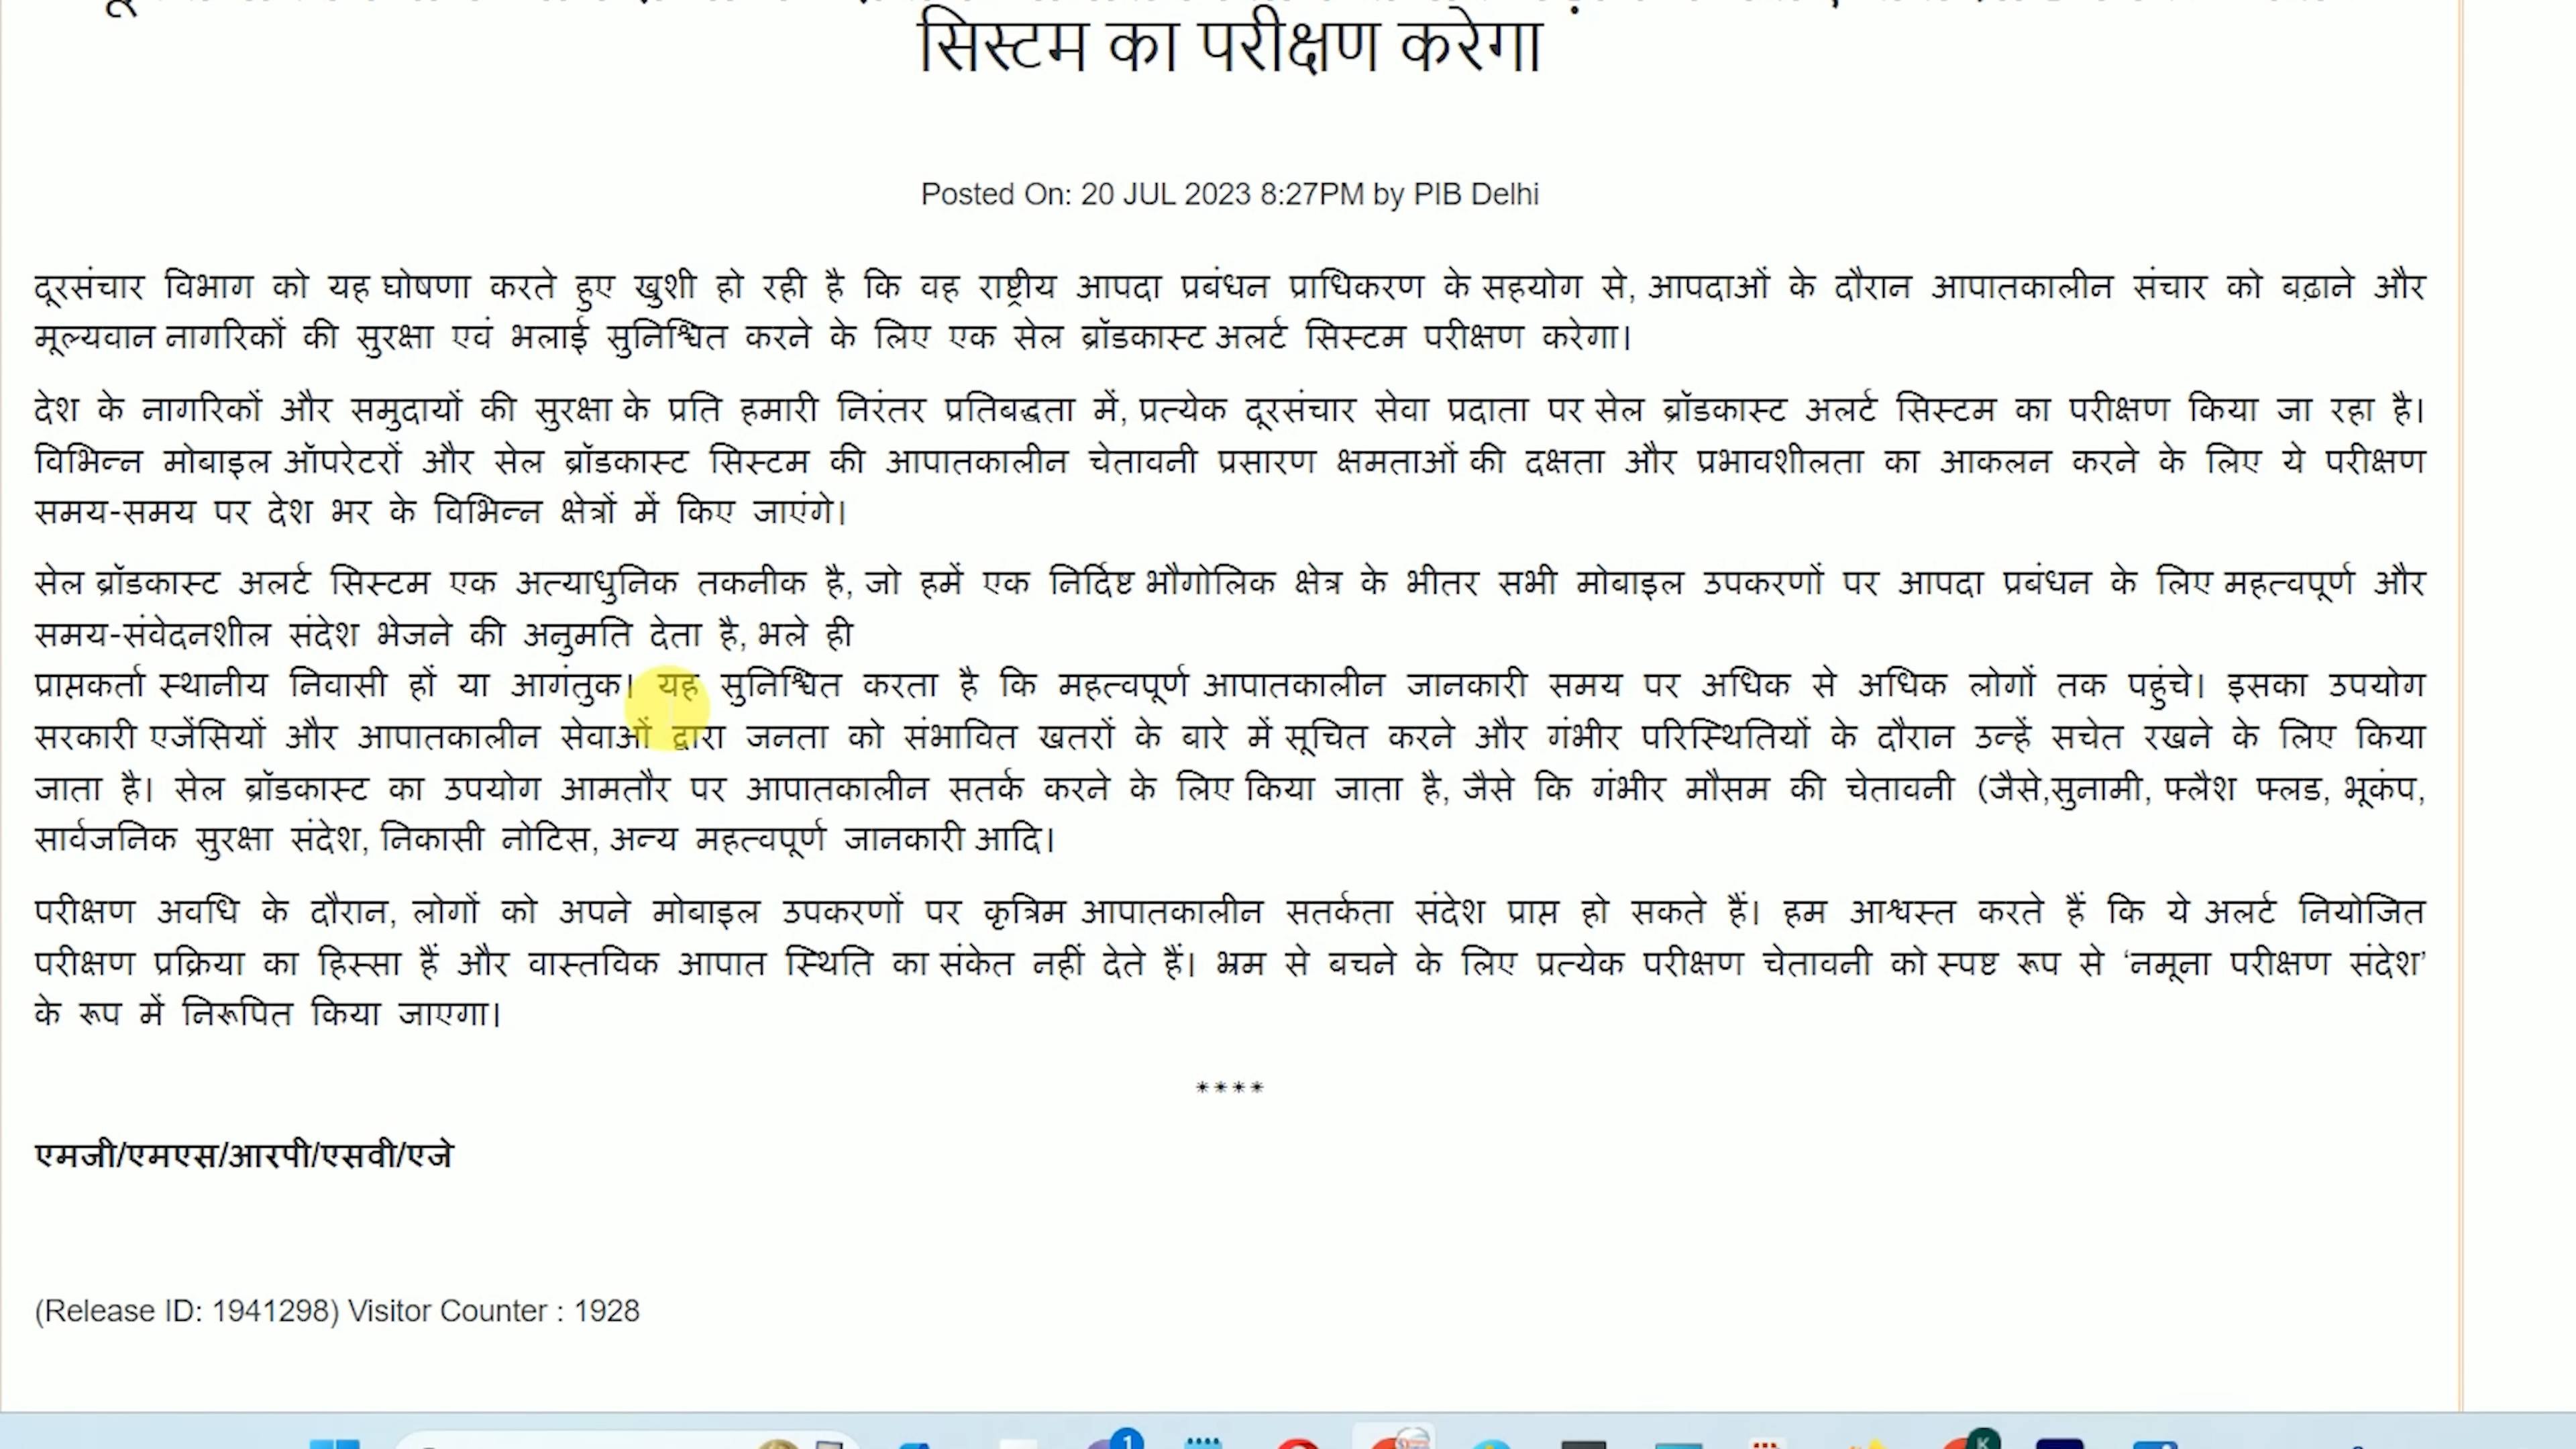 सिस्टम का परीक्षण करेगा
Posted On: 20 JUL 2023 8:27PM by PIB Delhi
दूरसंचार विभाग को यह घोषणा करते हुए खुशी हो रही है कि वह राष्ट्रीय आपदा प्रबंधन प्राधिकरण के सहयोग से, आपदाओं के दौरान आपातकालीन संचार को बढ़ाने और
मूल्यवान नागरिकों की सुरक्षा एवं भलाई सुनिश्चित करने के लिए एक सेल ब्रॉडकास्ट अलर्ट सिस्टम परीक्षण करेगा।
देश के नागरिकों और समुदायों की सुरक्षा के प्रति हमारी निरंतर प्रतिबद्धता में, प्रत्येक दूरसंचार सेवा प्रदाता पर सेल ब्रॉडकास्ट अलर्ट सिस्टम का परीक्षण किया जा रहा है।
विभिन्न मोबाइल ऑपरेटरों और सेल ब्रॉडकास्ट सिस्टम की आपातकालीन चेतावनी प्रसारण क्षमताओं की दक्षता और प्रभावशीलता का आकलन करने के लिए ये परीक्षण
समय-समय पर देश भर के विभिन्न क्षेत्रों में किए जाएंगे।
सेल ब्रॉडकास्ट अलर्ट सिस्टम एक अत्याधुनिक तकनीक है, जो हमें एक निर्दिष्ट भौगोलिक क्षेत्र के भीतर सभी मोबाइल उपकरणों पर आपदा प्रबंधन के लिए महत्वपूर्ण और
समय-संवेदनशील संदेश भेजने की अनुमति देता है, भले ही
प्राप्तकर्ता स्थानीय निवासी हों या आगंतुक। यह सुनिश्चित करता है कि महत्वपूर्ण आपातकालीन जानकारी समय पर अधिक से अधिक लोगों तक पहुंचे। इसका उपयोग
सरकारी एजेंसियों और आपातकालीन सेवाओं द्वारा जनता को संभावित खतरों के बारे में सूचित करने और गंभीर परिस्थितियों के दौरान उन्हें सचेत रखने के लिए किया
जाता है। सेल ब्रॉडकास्ट का उपयोग आमतौर पर आपातकालीन सतर्क करने के लिए किया जाता है, जैसे कि गंभीर मौसम की चेतावनी (जैसे,सुनामी, फ्लैश फ्लड, भूकंप,
सार्वजनिक सुरक्षा संदेश, निकासी नोटिस, अन्य महत्वपूर्ण जानकारी आदि।
परीक्षण अवधि के दौरान, लोगों को अपने मोबाइल उपकरणों पर कृत्रिम आपातकालीन सतर्कता संदेश प्राप्त हो सकते हैं। हम आश्वस्त करते हैं कि ये अलर्ट नियोजित
परीक्षण प्रक्रिया का हिस्सा हैं और वास्तविक आपात स्थिति का संकेत नहीं देते हैं। भ्रम से बचने के लिए प्रत्येक परीक्षण चेतावनी को स्पष्ट रूप से ‘नमूना परीक्षण संदेश’
के रूप में निरूपित किया जाएगा।
****
एमजी/एमएस/आरपी/एसवी/एजे
(Release ID: 1941298) Visitor Counter : 1928
1
K